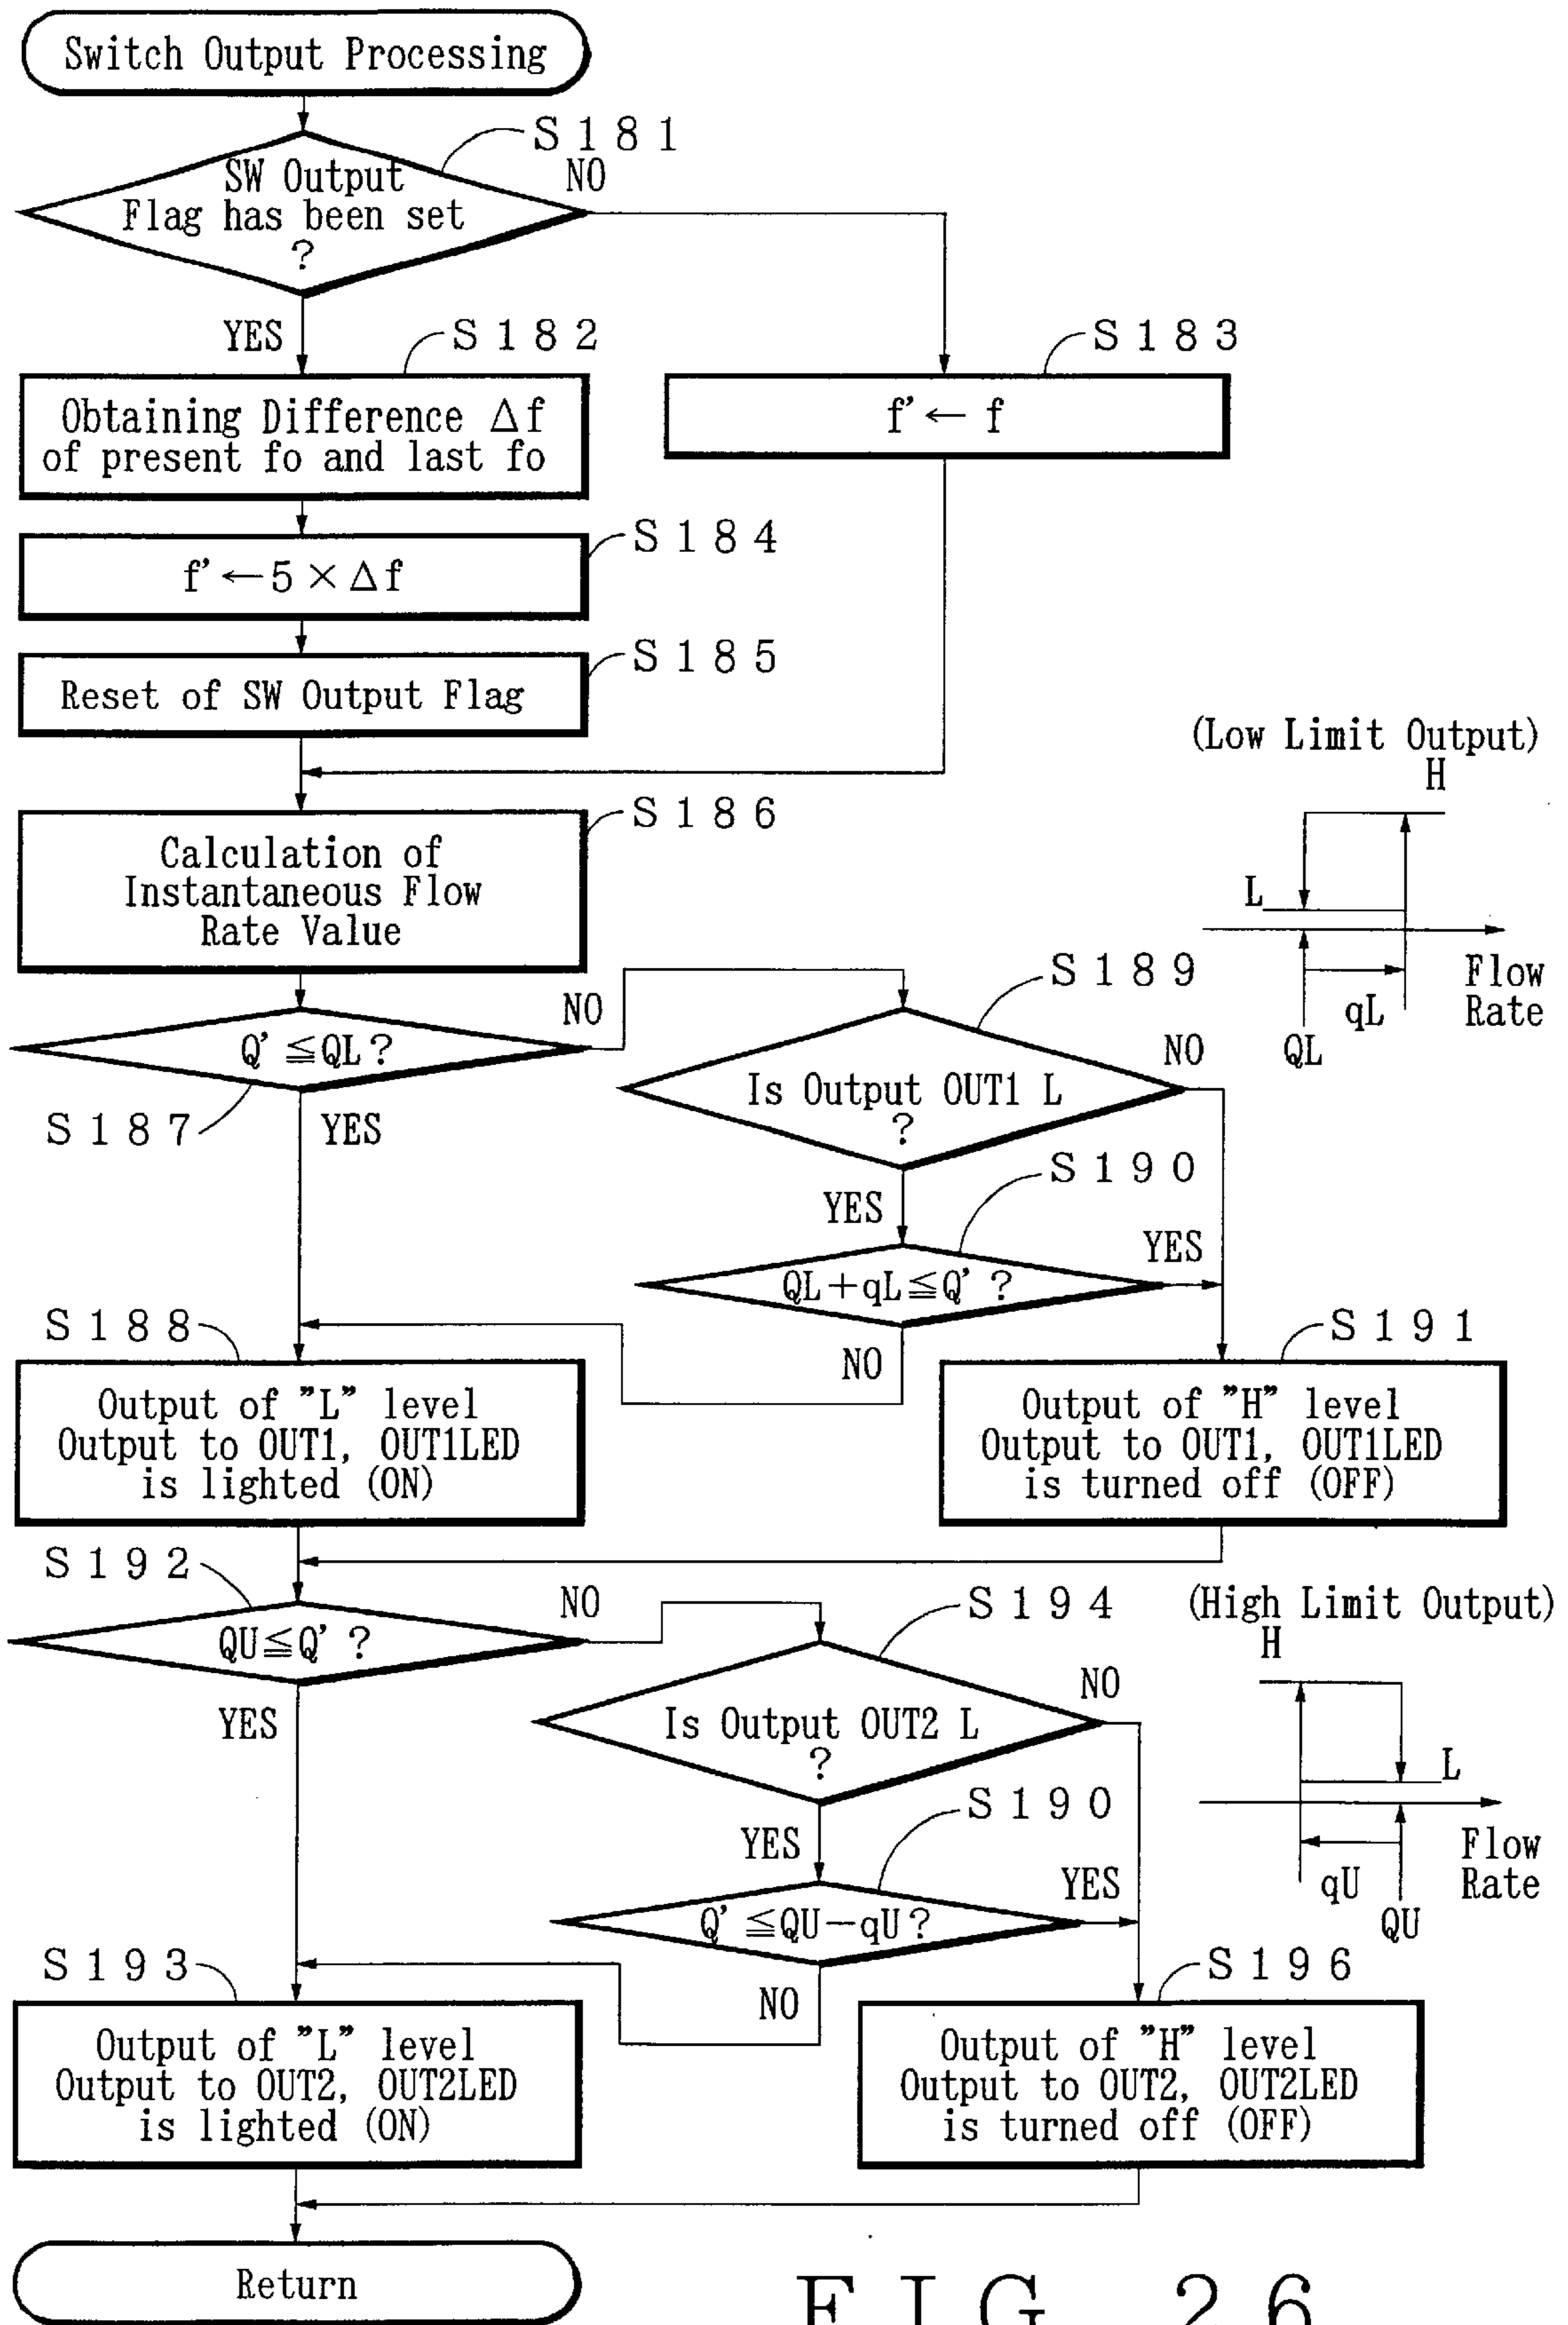 Switch Output Processing
S181
SW Output
Flag has been set
?
NO
YES
S182
Obtaining Difference Δf
of present fo and last fo
S183
f' ← f
S184
f' ← 5 × Δf
S185
Reset of SW Output Flag
S186
Calculation of
Instantaneous Flow
Rate Value
(Low Limit Output)
H
L
qL
QL
Flow
Rate
Q' ≦ QL ?
NO
S187
YES
S189
Is Output OUT1 L
?
NO
YES
S190
QL+qL≦Q' ?
YES
NO
S188
Output of ”L” level
Output to OUT1, OUT1LED
is lighted (ON)
S191
Output of ”H” level
Output to OUT1, OUT1LED
is turned off (OFF)
S192
QU≦Q' ?
NO
YES
S194
Is Output OUT2 L
?
NO
YES
(High Limit Output)
H
L
qU
QU
Flow
Rate
S190
Q' ≦QU−qU ?
YES
NO
S193
Output of ”L” level
Output to OUT2, OUT2LED
is lighted (ON)
S196
Output of ”H” level
Output to OUT2, OUT2LED
is turned off (OFF)
Return
FIG 26